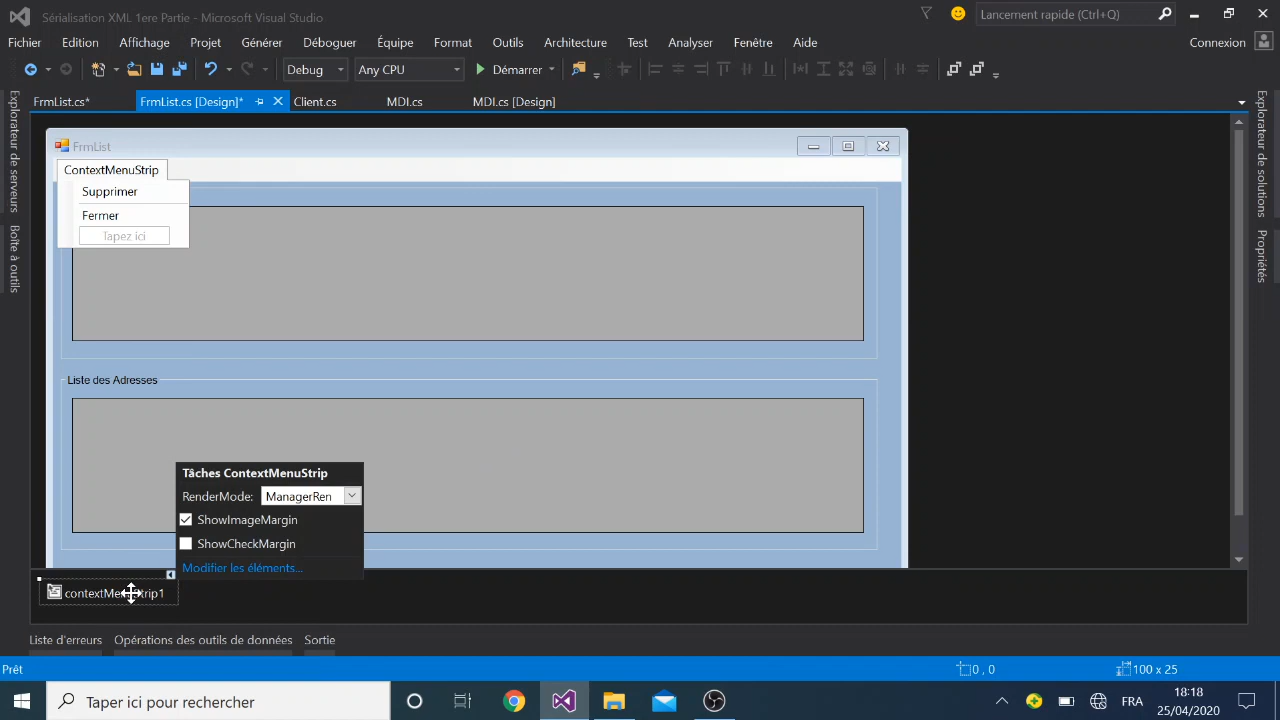 Sérialisation XML 1ere Partie - Microsoft Visual Studio
Lancement rapide (Ctrl+Q)
Fichier Edition Affichage Projet Générer Déboguer Équipe Format Outils Architecture Test Analyser Fenêtre Aide Connexion
Debug Any CPU Démarrer
FrmList.cs* FrmList.cs [Design]* Client.cs MDI.cs MDI.cs [Design]
Explorateur de serveurs
Boîte à outils
FrmList
ContextMenuStrip
Supprimer
Fermer
Tapez ici
Liste des Adresses
Tâches ContextMenuStrip
RenderMode: ManagerRen
ShowImageMargin
ShowCheckMargin
Modifier les éléments...
contextMenuStrip1
Explorateur de solutions
Propriétés
Liste d'erreurs Opérations des outils de données Sortie
Prêt 0 , 0 100 x 25
Taper ici pour rechercher
FRA
18:18
25/04/2020